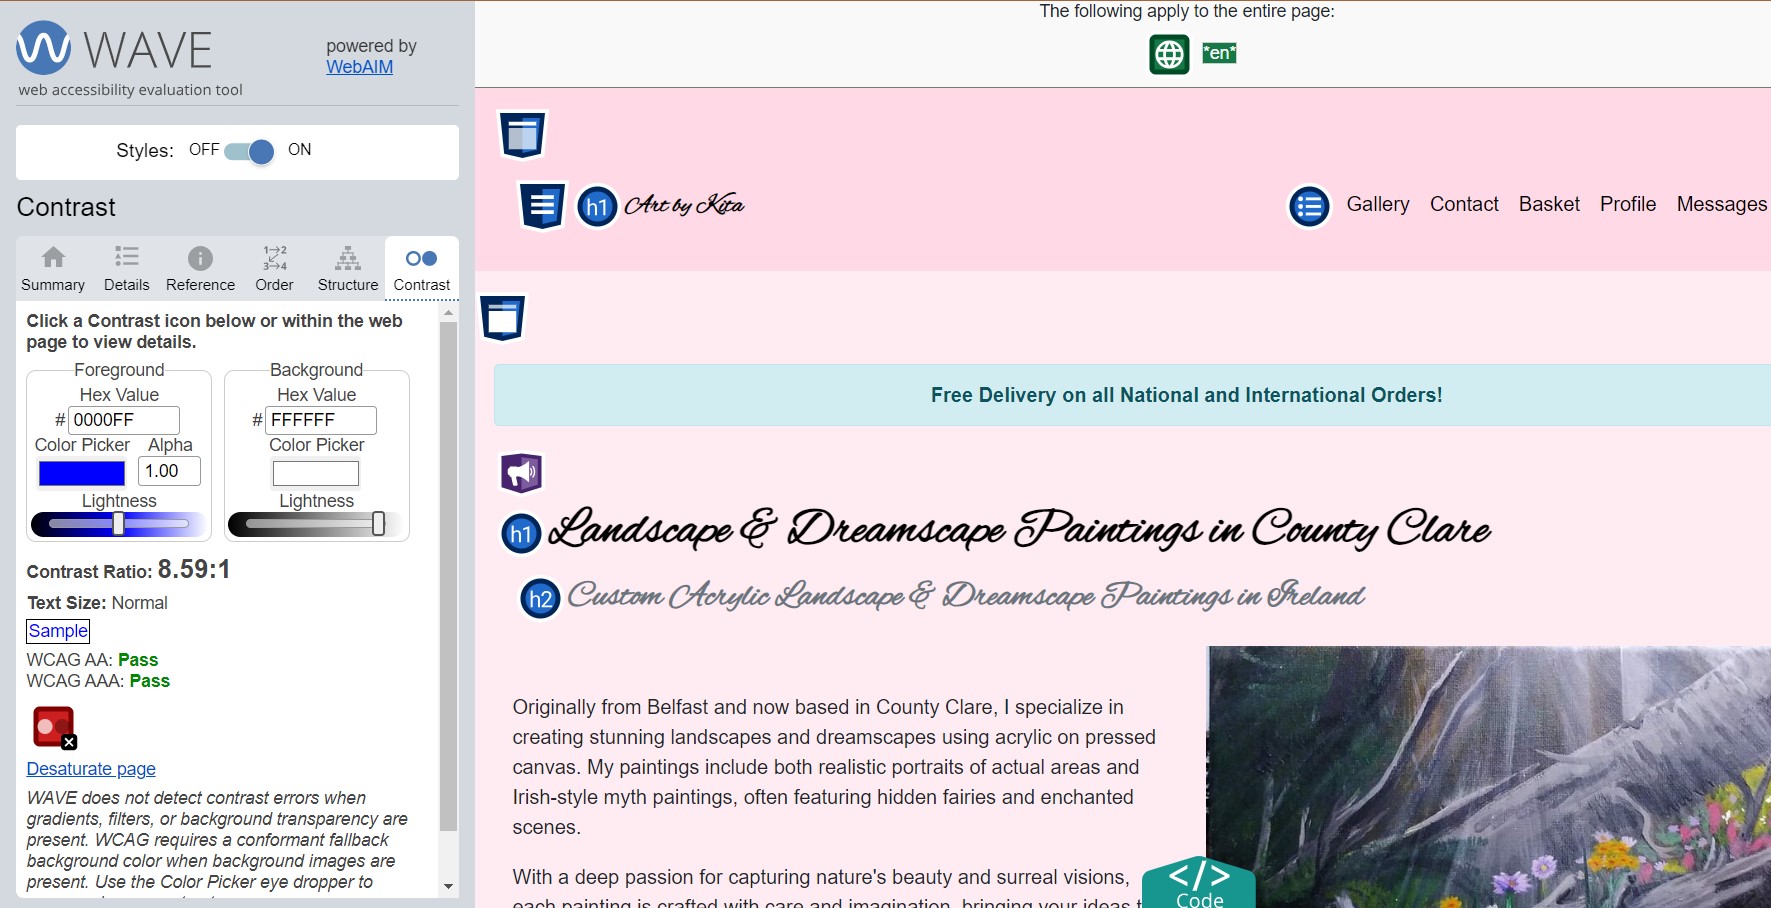 WAVE
powered by
WebAIM
web accessibility evaluation tool
Styles: OFF ON
Contrast
Summary Details Reference Order Structure Contrast
Click a Contrast icon below or within the web
page to view details.
Foreground
Hex Value
# 0000FF
Color Picker Alpha
1.00
Lightness
Background
Hex Value
# FFFFFF
Color Picker
Lightness
Contrast Ratio: 8.59:1
Text Size: Normal
Sample
WCAG AA: Pass
WCAG AAA: Pass
Desaturate page
WAVE does not detect contrast errors when
gradients, filters, or background transparency are
present. WCAG requires a conformant fallback
background color when background images are
present. Use the Color Picker eye dropper to
The following apply to the entire page:
*en*
h1 Art by Kita
Gallery Contact Basket Profile Messages
Free Delivery on all National and International Orders!
h1 Landscape & Dreamscape Paintings in County Clare
h2 Custom Acrylic Landscape & Dreamscape Paintings in Ireland
Originally from Belfast and now based in County Clare, I specialize in
creating stunning landscapes and dreamscapes using acrylic on pressed
canvas. My paintings include both realistic portraits of actual areas and
Irish-style myth paintings, often featuring hidden fairies and enchanted
scenes.
With a deep passion for capturing nature's beauty and surreal visions,
each painting is crafted with care and imagination, bringing your ideas
</> Code